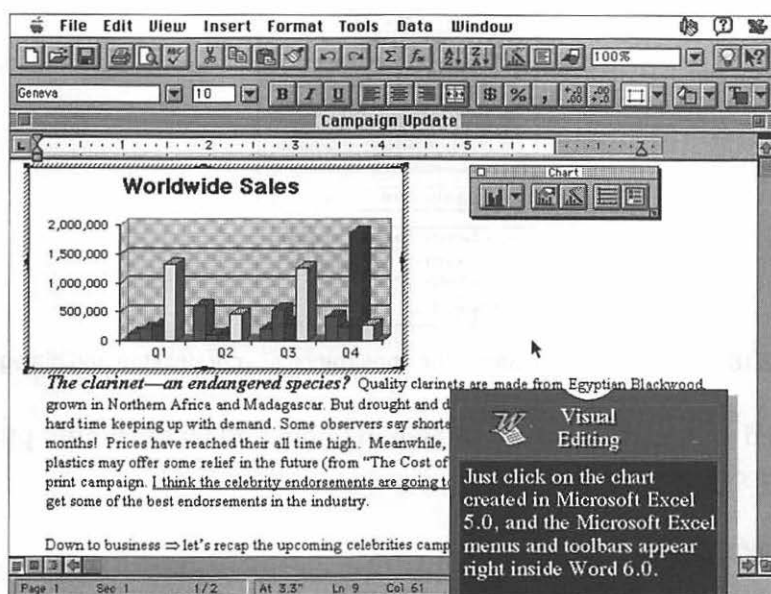 File Edit View Insert Format Tools Data Window
100%
Geneva 10 B I U $ % ,
Campaign Update
1 2 3 4 5 7
Chart
Worldwide Sales
2,000,000
1,500,000
1,000,000
500,000
0
Q1 Q2 Q3 Q4
The clarinet—an endangered species? Quality clarinets are made from Egyptian Blackwood
grown in Northern Africa and Madagascar. But drought and d
hard time keeping up with demand. Some observers say shorta
months! Prices have reached their all time high. Meanwhile,
plastics may offer some relief in the future (from "The Cost of
print campaign. I think the celebrity endorsements are going to
get some of the best endorsements in the industry.
Down to business ⇒ let's recap the upcoming celebrities camp
Visual
Editing
Just click on the chart
created in Microsoft Excel
5.0, and the Microsoft Excel
menus and toolbars appear
right inside Word 6.0.
Page 1 Sec 1 1/2 At 3.3" Ln 9 Col 61